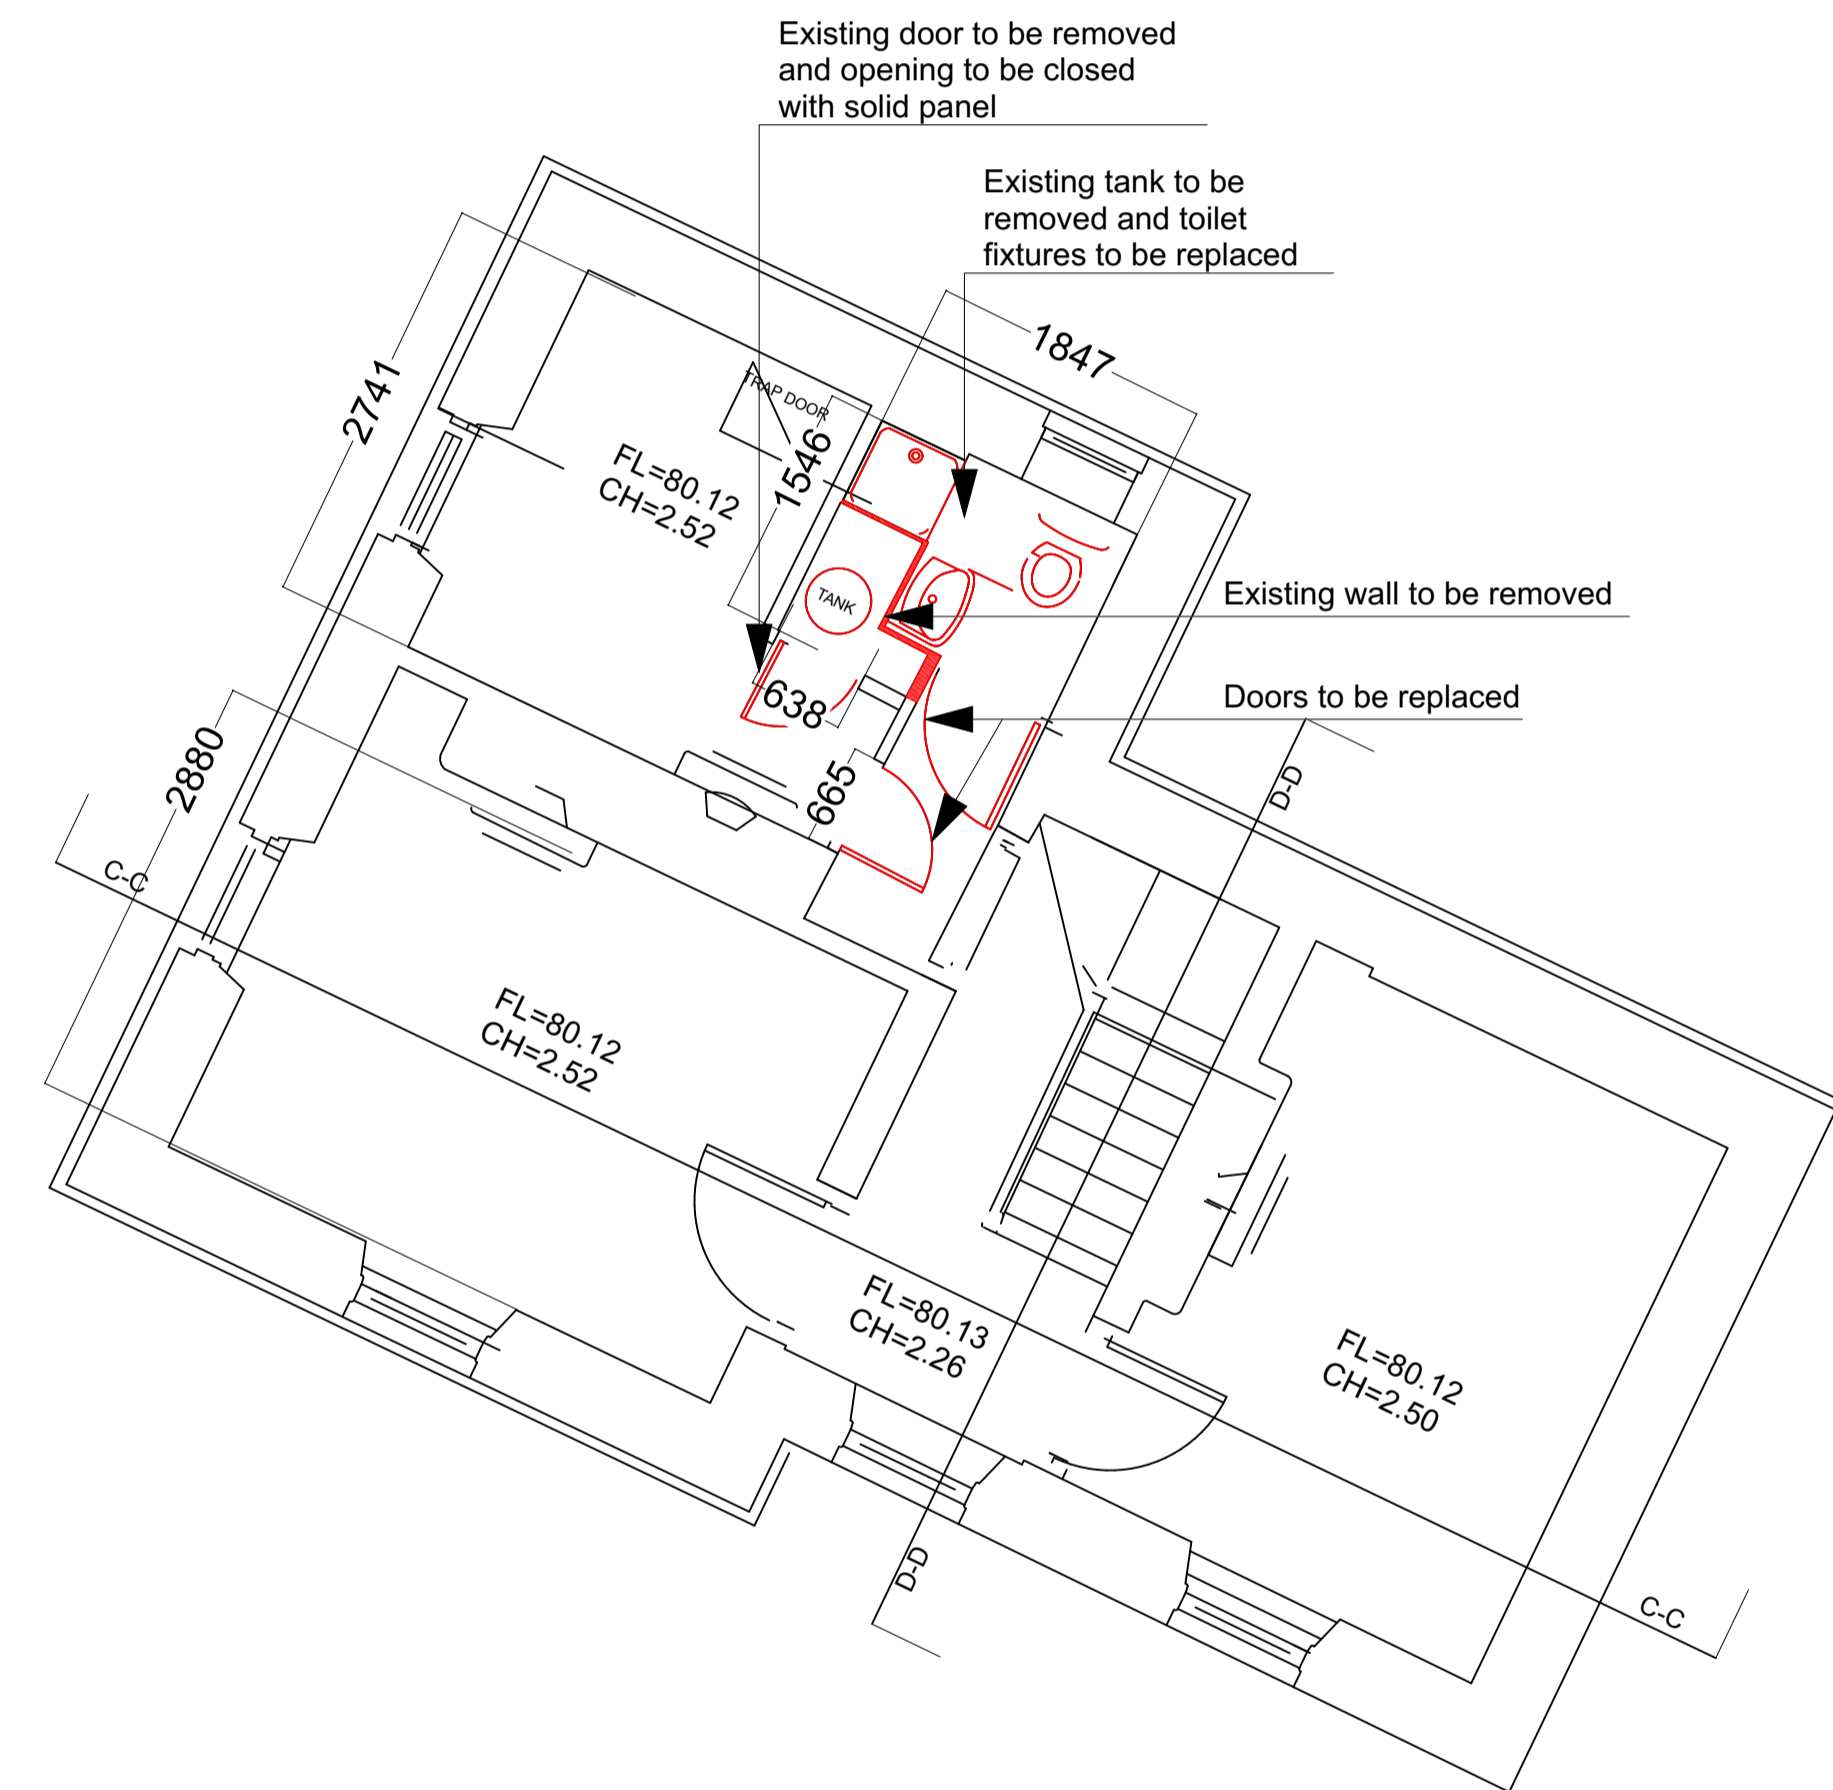 Existing door to be removed
and opening to be closed
with solid panel
Existing tank to be
removed and toilet
fixtures to be replaced
1847
2741
TRAP DOOR
1546
FL=80.12
CH=2.52
TANK
Existing wall to be removed
638
Doors to be replaced
2880
665
D-D
C-C
FL=80.12
CH=2.52
FL=80.13
CH=2.26
FL=80.12
CH=2.50
D-D
C-C